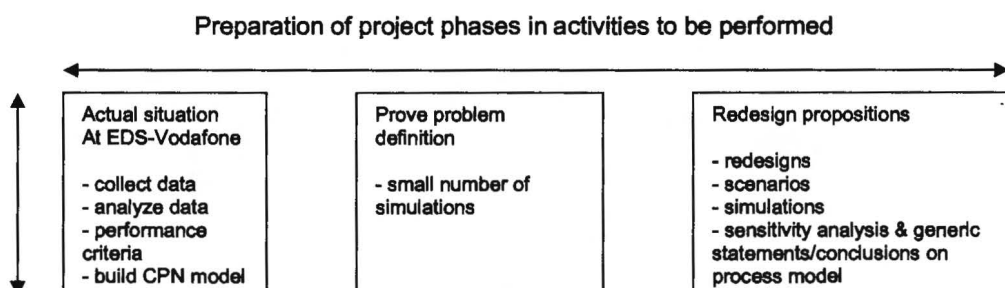 Preparation of project phases in activities to be performed
Actual situation
At EDS-Vodafone
- collect data
- analyze data
- performance
criteria
- build CPN model
Prove problem
definition
- small number of
simulations
Redesign propositions
- redesigns
- scenarios
- simulations
- sensitivity analysis & generic
statements/conclusions on
process model